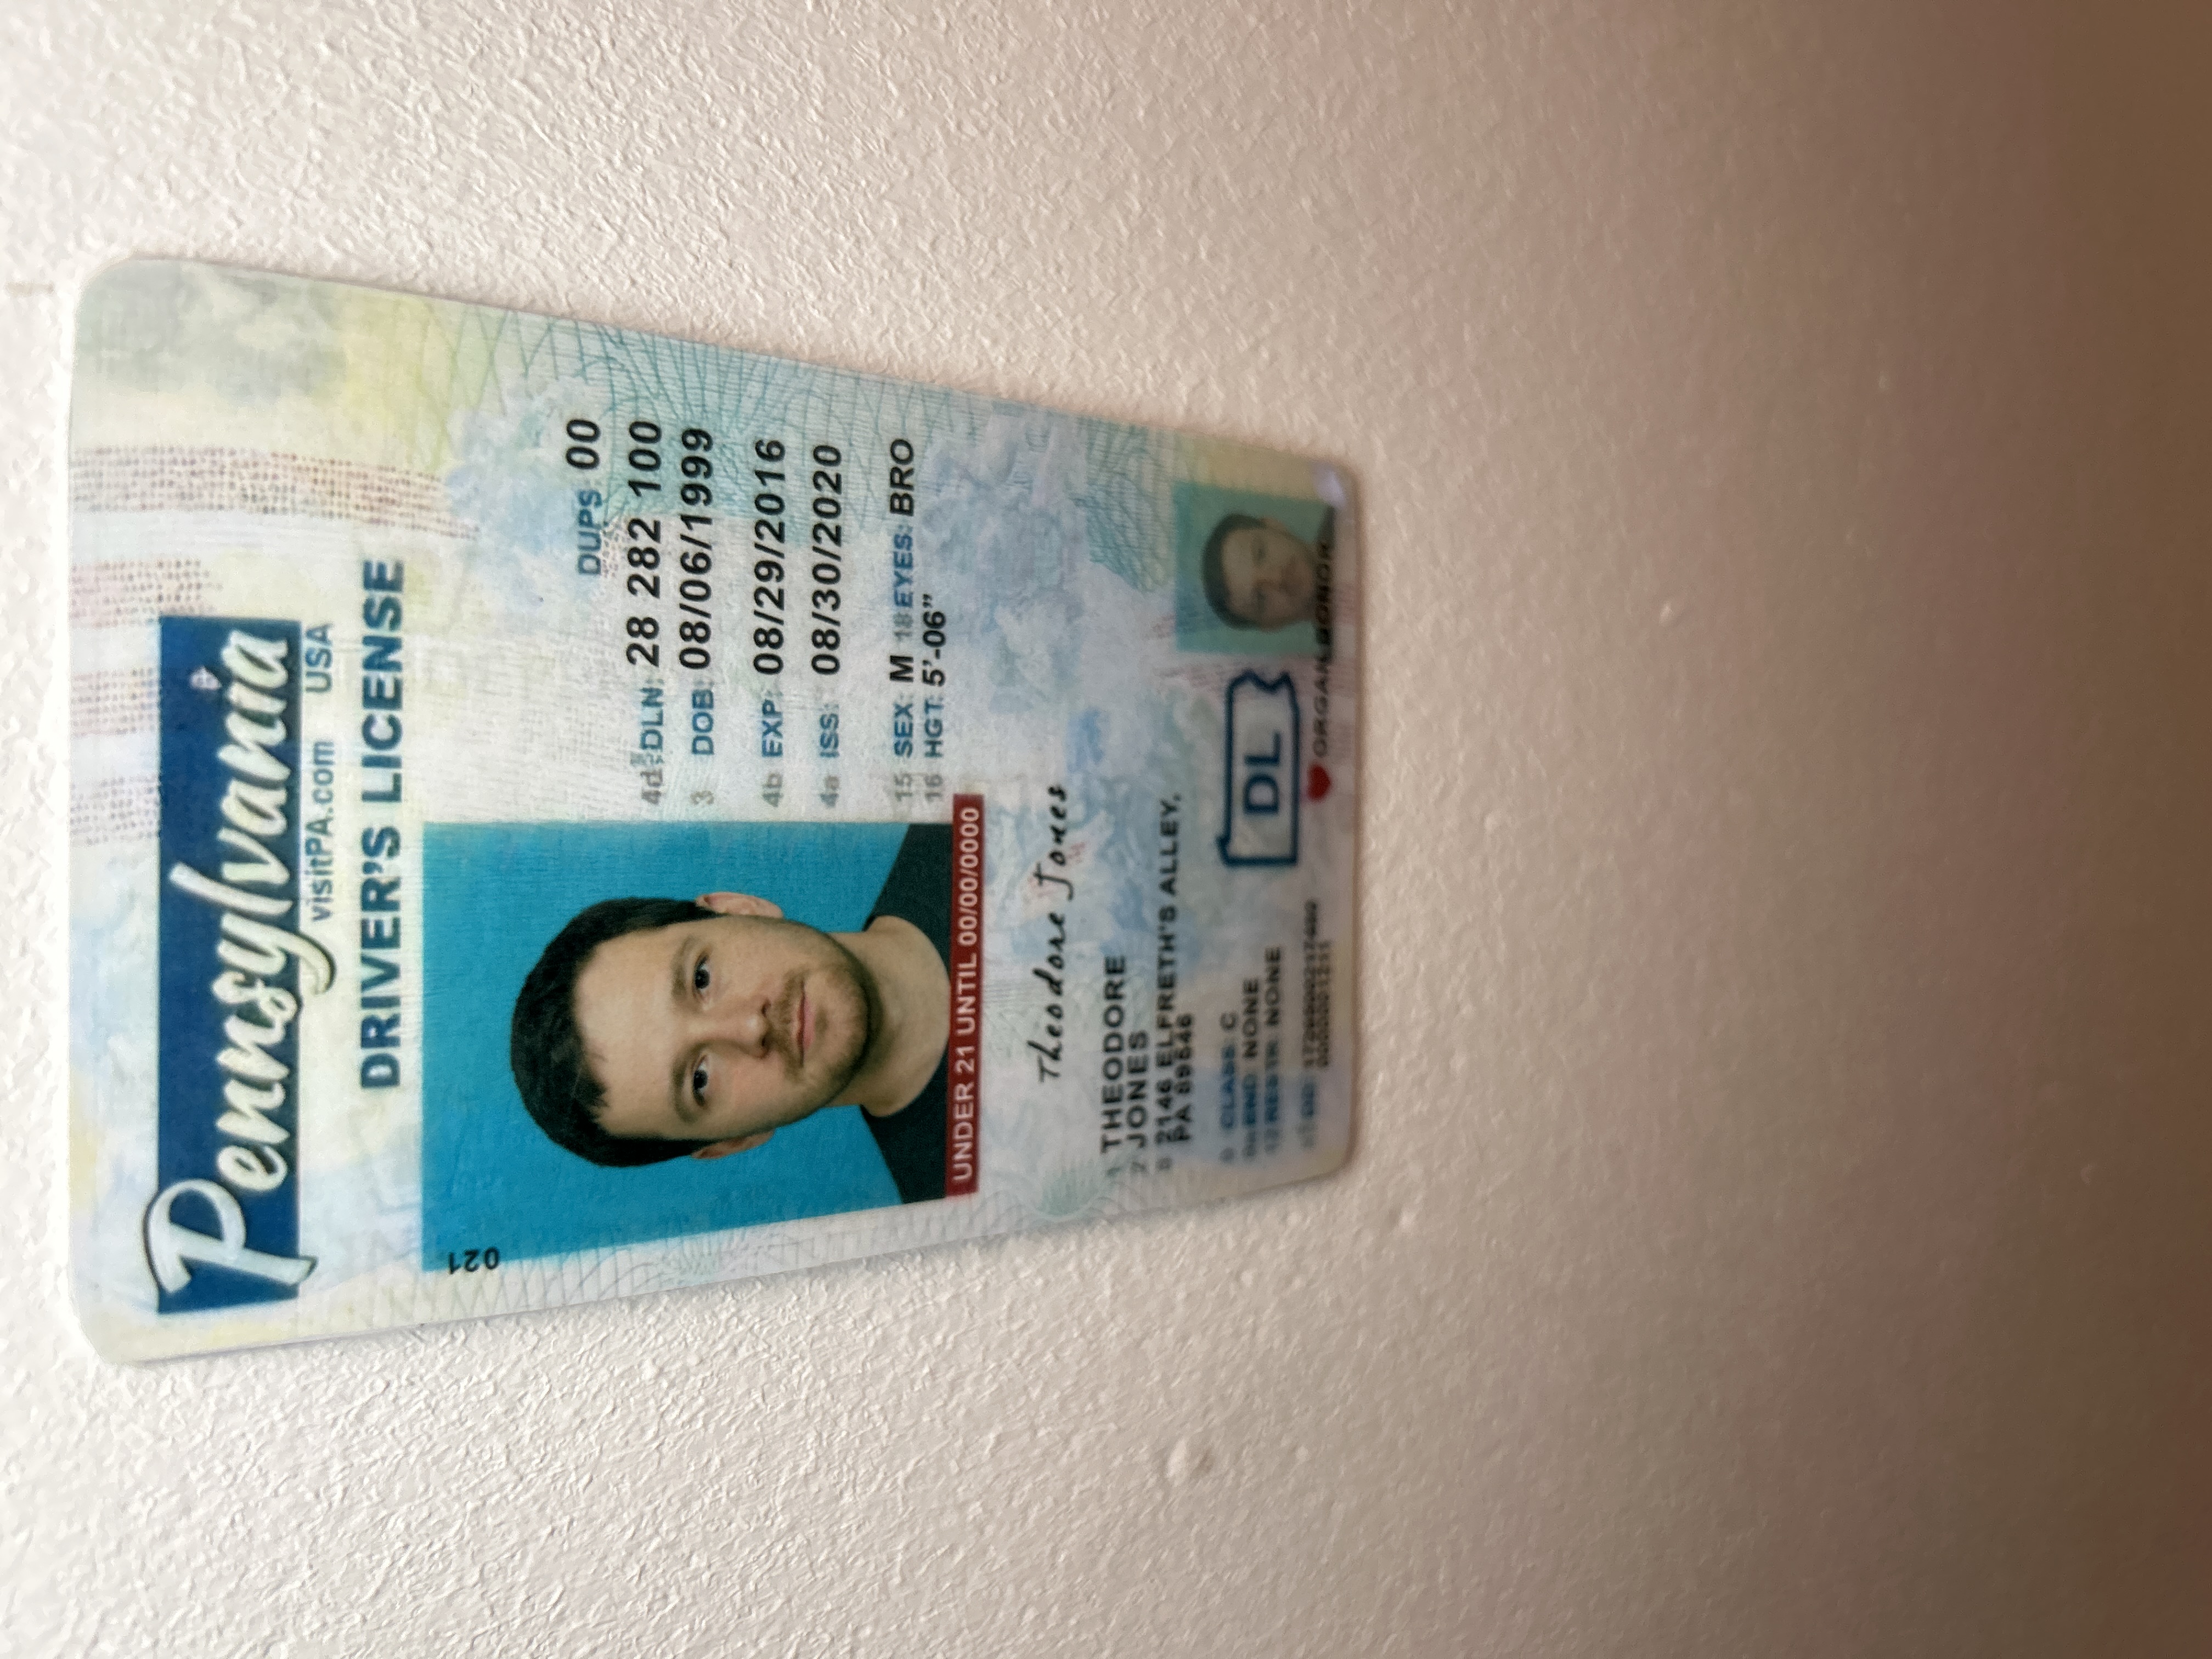 Pennsylvania
visitPA.com USA
DRIVER'S LICENSE
021
DUPS: 00
4d DLN: 28 282 100
3 DOB: 08/06/1999
4b EXP: 08/29/2016
4a ISS: 08/30/2020
15 SEX: M 18 EYES: BRO
16 HGT: 5'-06"
UNDER 21 UNTIL 00/00/0000
Theodore Jones
1 THEODORE
2 JONES
8 2146 ELFRETH'S ALLEY,
PA
9 CLASS: C
9a END: NONE
12 RESTR: NONE
DL
DD:
ORGAN DONOR